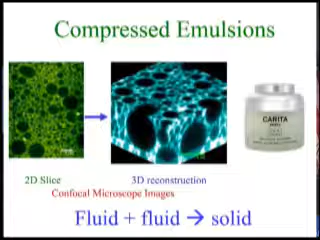 Compressed Emulsions
CARITA
2D Slice
3D reconstruction
Confocal Microscope Images
Fluid + fluid → solid